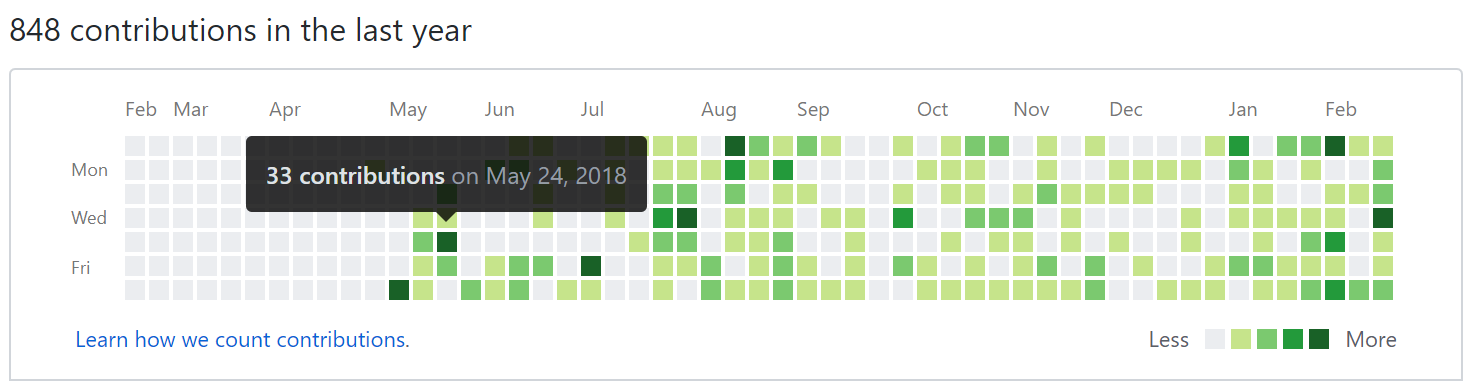 848 contributions in the last year
Feb Mar Apr May Jun Jul Aug Sep Oct Nov Dec Jan Feb
33 contributions on May 24, 2018
Mon
Wed
Fri
Learn how we count contributions.
Less More